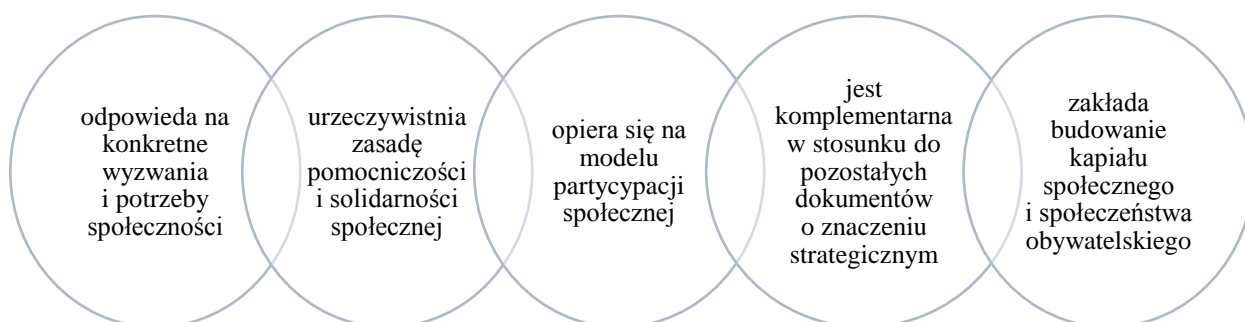 odpowieda na
konkretne
wyzwania
i potrzeby
społeczności
urzeczywistnia
zasadę
pomocniczości
i solidarności
społecznej
opiera się na
modelu
partycypacji
społecznej
jest
komplementarna
w stosunku do
pozostałych
dokumentów
o znaczeniu
strategicznym
zakłada
budowanie
kapiału
społecznego
i społeczeństwa
obywatelskiego